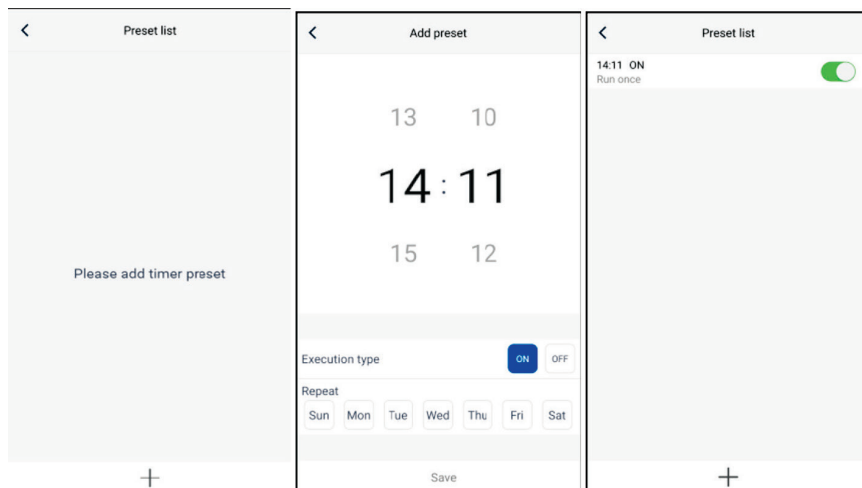 Preset list
Please add timer preset
Add preset
13 10
14 : 11
15 12
Execution type ON OFF
Repeat
Sun Mon Tue Wed Thu Fri Sat
Save
Preset list
14:11 ON
Run once